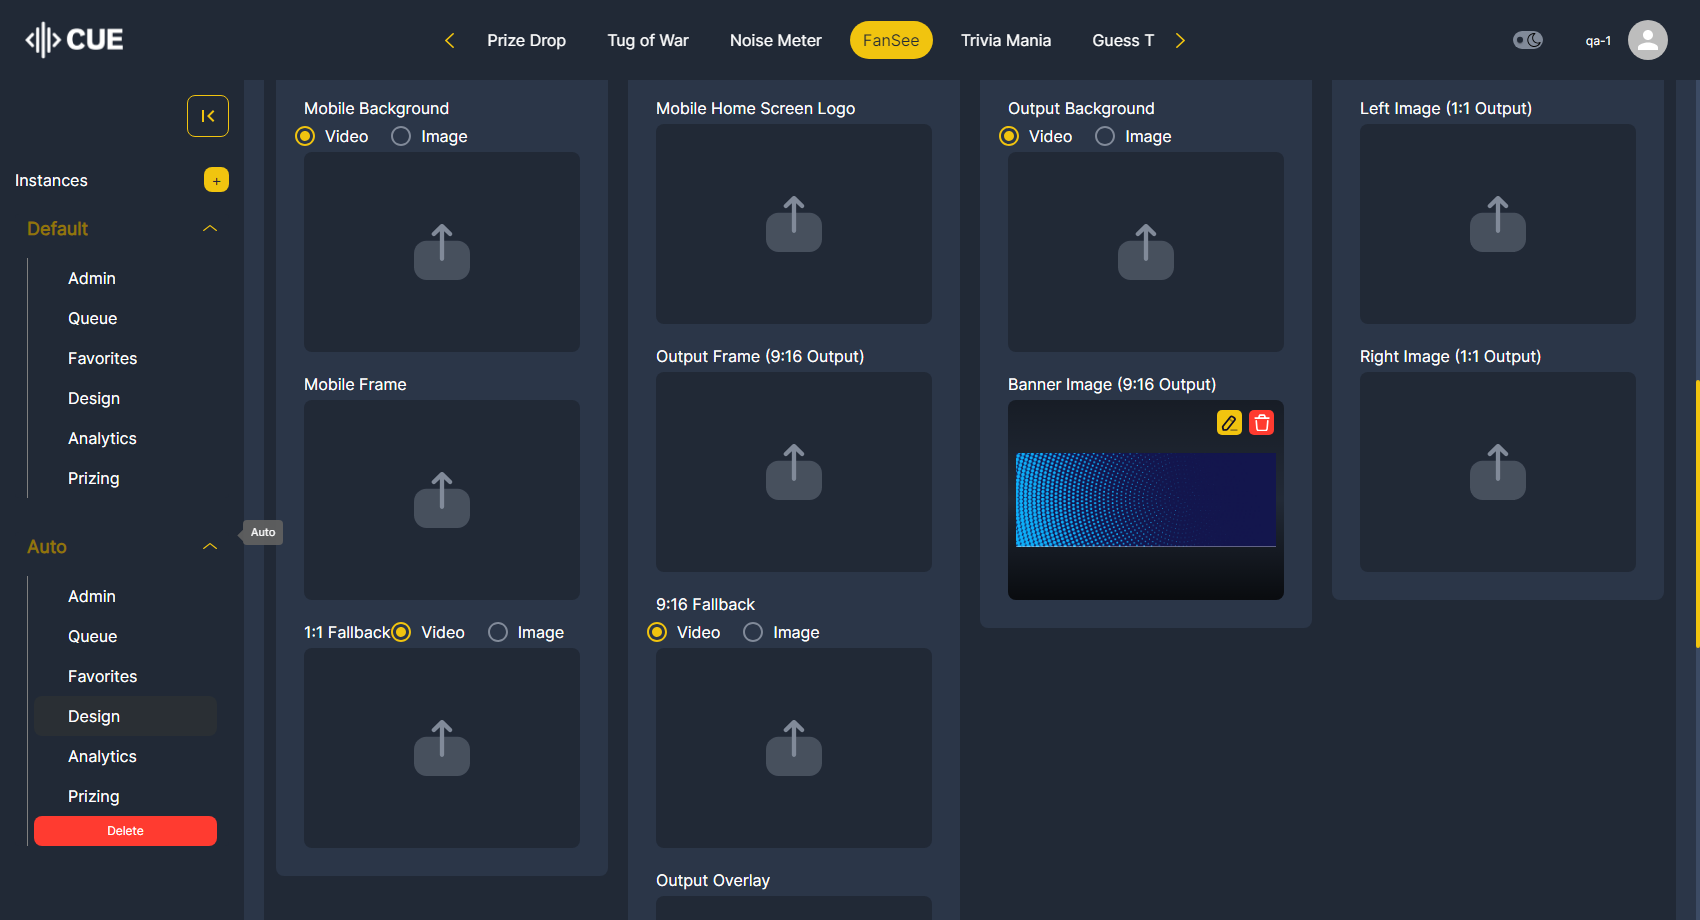 CUE
Prize Drop
Tug of War
Noise Meter
FanSee
Trivia Mania
Guess T
qa-1
Instances
+
Default
Admin
Queue
Favorites
Design
Analytics
Prizing
Auto
Auto
Admin
Queue
Favorites
Design
Analytics
Prizing
Delete
Mobile Background
Video
Image
Mobile Frame
1:1 Fallback
Video
Image
Mobile Home Screen Logo
Output Frame (9:16 Output)
9:16 Fallback
Video
Image
Output Overlay
Output Background
Video
Image
Banner Image (9:16 Output)
Left Image (1:1 Output)
Right Image (1:1 Output)